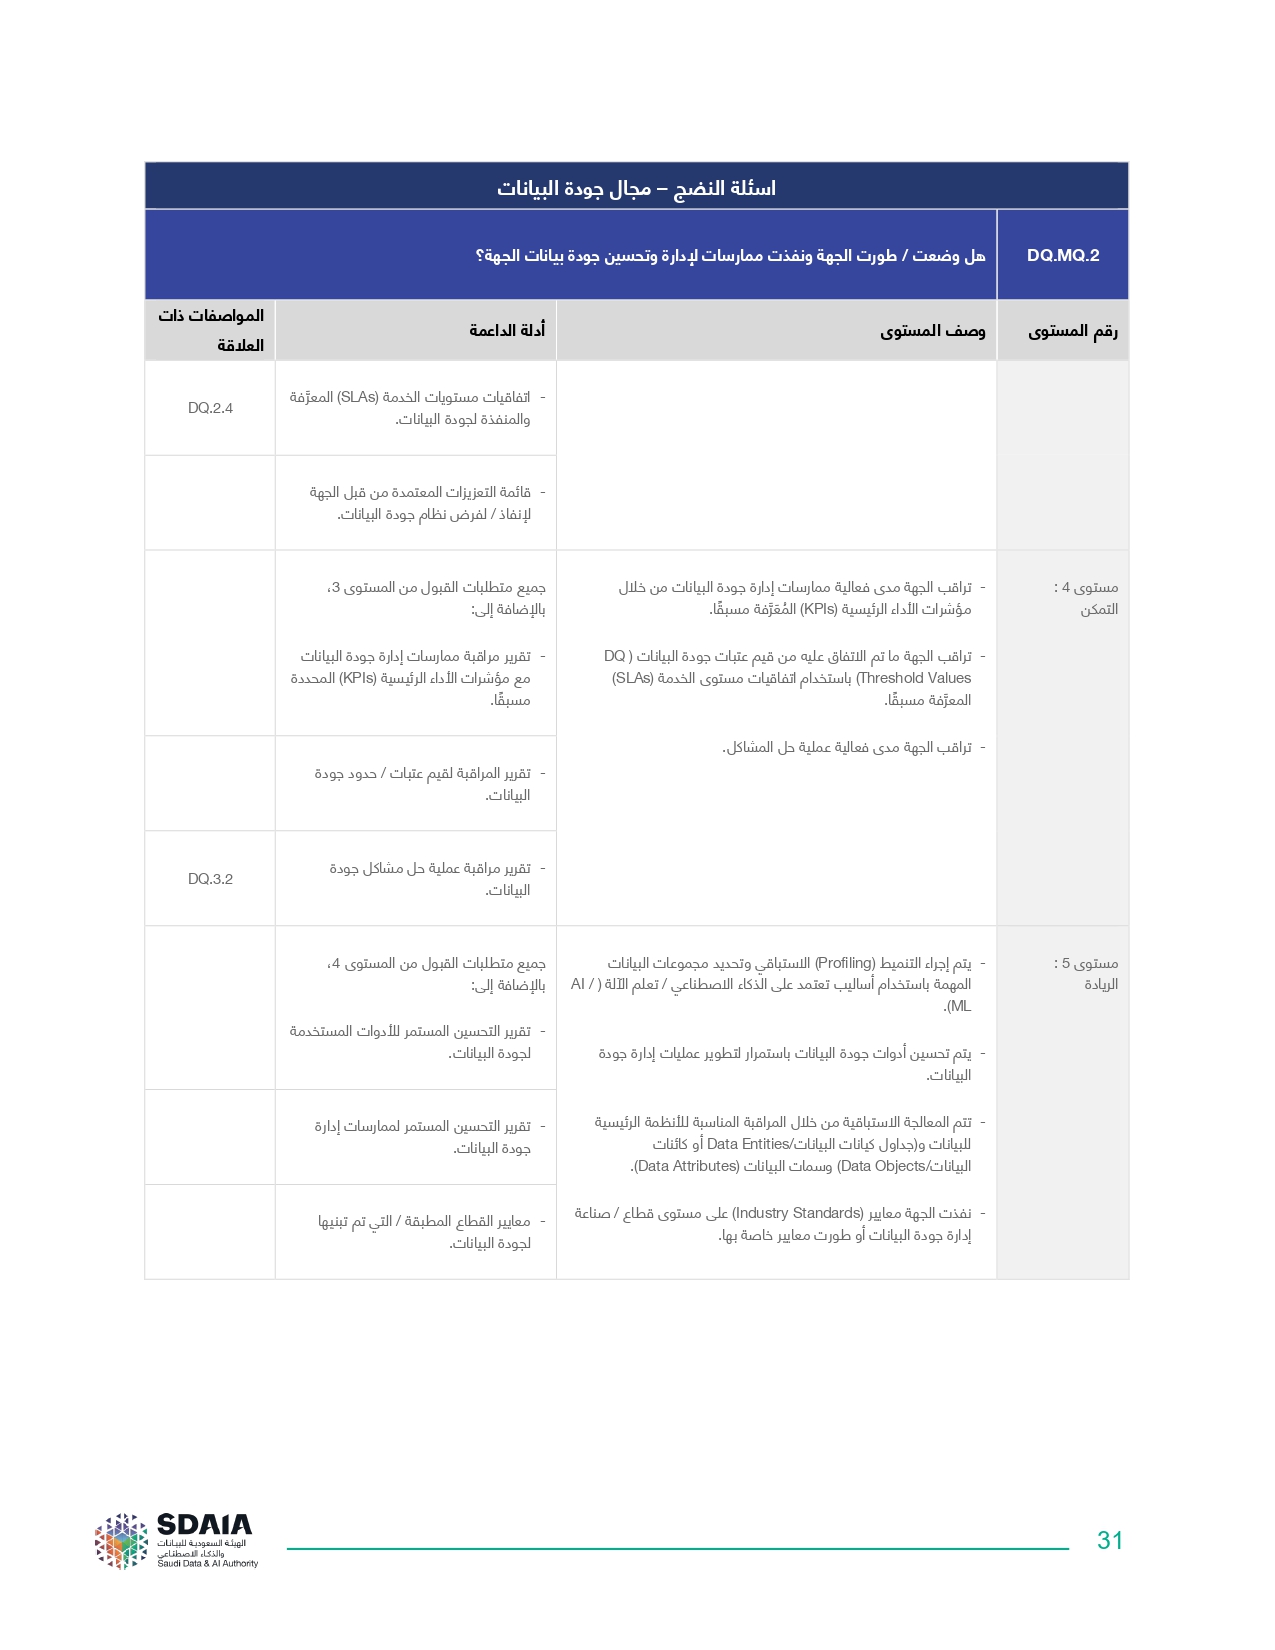 اسئلة النضج – مجال جودة البيانات
DQ.MQ.2
هل وضعت / طورت الجهة ونفذت ممارسات لإدارة وتحسين جودة بيانات الجهة؟
رقم المستوى
وصف المستوى
أدلة الداعمة
المواصفات ذات
العلاقة
- اتفاقيات مستويات الخدمة (SLAs) المعرَّفة
والمنفذة لجودة البيانات.
DQ.2.4
- قائمة التعزيزات المعتمدة من قبل الجهة
لإنفاذ / لفرض نظام جودة البيانات.
مستوى 4 :
التمكن
- تراقب الجهة مدى فعالية ممارسات إدارة جودة البيانات من خلال
مؤشرات الأداء الرئيسية (KPIs) المُعَرَّفة مسبقًا.
- تراقب الجهة ما تم الاتفاق عليه من قيم عتبات جودة البيانات ( DQ
Threshold Values) باستخدام اتفاقيات مستوى الخدمة (SLAs)
المعرَّفة مسبقًا.
- تراقب الجهة مدى فعالية عملية حل المشاكل.
جميع متطلبات القبول من المستوى 3،
بالإضافة إلى:
- تقرير مراقبة ممارسات إدارة جودة البيانات
مع مؤشرات الأداء الرئيسية (KPIs) المحددة
مسبقًا.
- تقرير المراقبة لقيم عتبات / حدود جودة
البيانات.
- تقرير مراقبة عملية حل مشاكل جودة
البيانات.
DQ.3.2
مستوى 5 :
الريادة
- يتم إجراء التنميط (Profiling) الاستباقي وتحديد مجموعات البيانات
المهمة باستخدام أساليب تعتمد على الذكاء الاصطناعي / تعلم الآلة ( AI /
ML).
- يتم تحسين أدوات جودة البيانات باستمرار لتطوير عمليات إدارة جودة
البيانات.
- تتم المعالجة الاستباقية من خلال المراقبة المناسبة للأنظمة الرئيسية
للبيانات و(جداول كيانات البيانات/Data Entities أو كائنات
البيانات/Data Objects) وسمات البيانات (Data Attributes).
- نفذت الجهة معايير (Industry Standards) على مستوى قطاع / صناعة
إدارة جودة البيانات أو طورت معايير خاصة بها.
جميع متطلبات القبول من المستوى 4،
بالإضافة إلى:
- تقرير التحسين المستمر للأدوات المستخدمة
لجودة البيانات.
- تقرير التحسين المستمر لممارسات إدارة
جودة البيانات.
- معايير القطاع المطبقة / التي تم تبنيها
لجودة البيانات.
SDAIA
الهيئة السعودية للبيانات
والذكاء الاصطناعي
Saudi Data & AI Authority
31